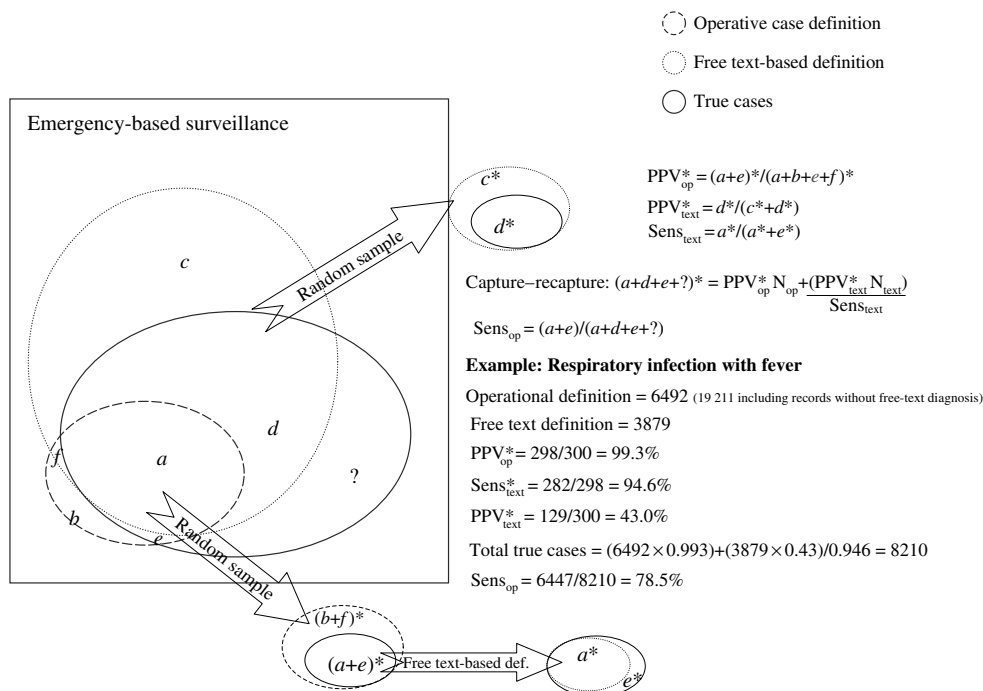 Operative case definition
Free text-based definition
True cases
Emergency-based surveillance
c*
d*
PPV*op = (a+e)*/(a+b+e+f)*
PPV*text = d*/(c*+d*)
Senstext = a*/(a*+e*)
c
Random sample
Capture–recapture: (a+d+e+?)* = PPV*op Nop+(PPV*text Ntext)
Senstext
Sensop = (a+e)/(a+d+e+?)
Example: Respiratory infection with fever
Operational definition = 6492 (19 211 including records without free-text diagnosis)
Free text definition = 3879
PPV*op = 298/300 = 99.3%
Sens*text = 282/298 = 94.6%
PPV*text = 129/300 = 43.0%
Total true cases = (6492 × 0.993)+(3879 × 0.43)/0.946 = 8210
Sensop = 6447/8210 = 78.5%
d
f
a
?
b
e
Random sample
(b+f)*
(a+e)*
Free text-based def.
a*
e*